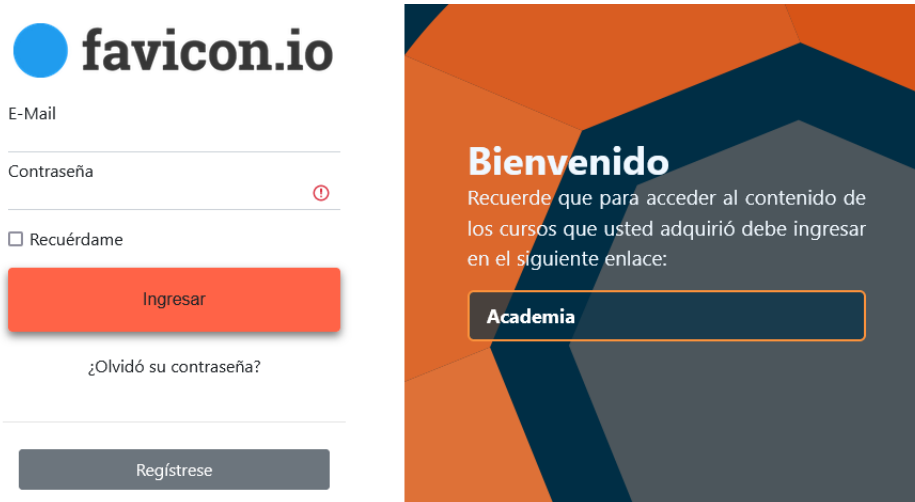 favicon.io
E-Mail
Contraseña
Recuérdame
Ingresar
¿Olvidó su contraseña?
Regístrese
Bienvenido
Recuerde que para acceder al contenido de
los cursos que usted adquirió debe ingresar
en el siguiente enlace:
Academia